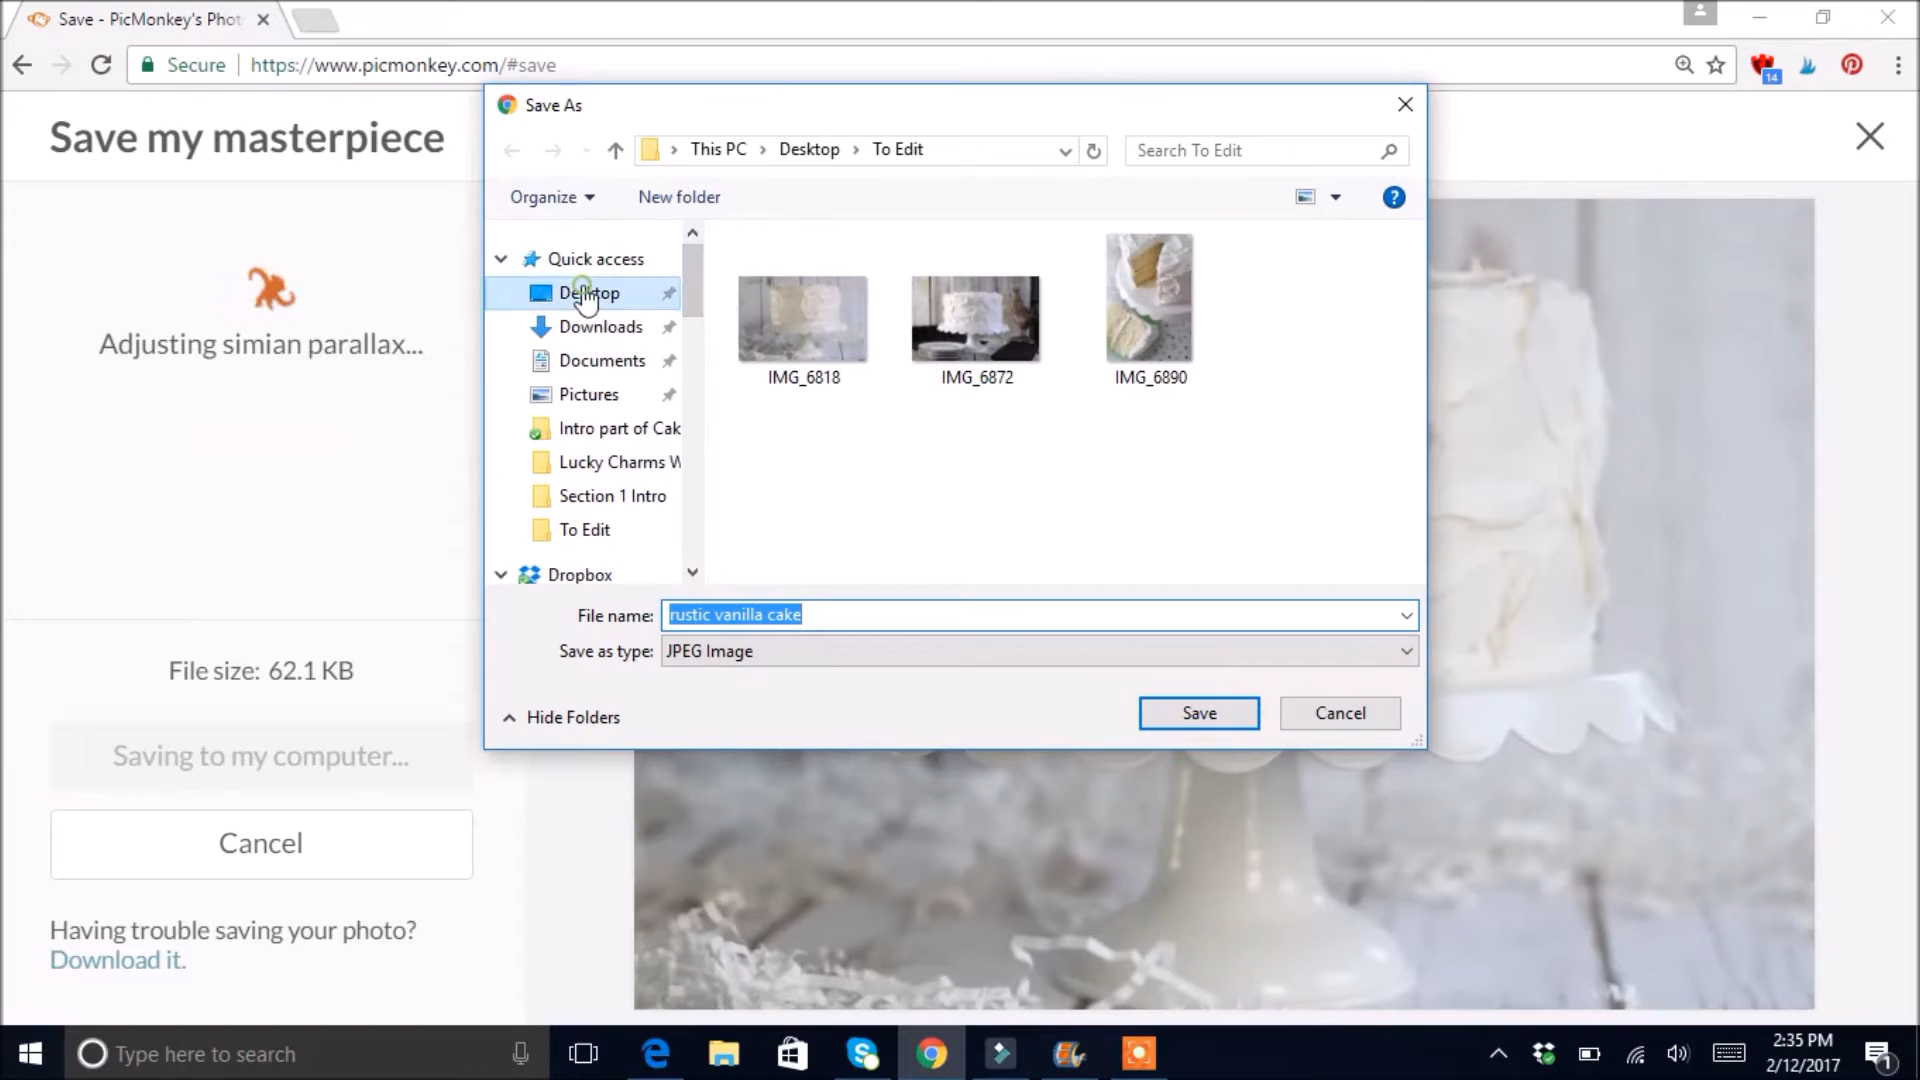 Save - PicMonkey's Phot
Secure
https://www.picmonkey.com/#save
14
Save my masterpiece
Adjusting simian parallax...
File size: 62.1 KB
Saving to my computer...
Cancel
Having trouble saving your photo?
Download it.
Save As
This PC > Desktop > To Edit
Search To Edit
Organize
New folder
?
Quick access
Desktop
Downloads
Documents
Pictures
Intro part of Cak
Lucky Charms W
Section 1 Intro
To Edit
Dropbox
IMG_6818
IMG_6872
IMG_6890
File name: rustic vanilla cake
Save as type: JPEG Image
Hide Folders
Save
Cancel
Type here to search
2:35 PM
2/12/2017
1